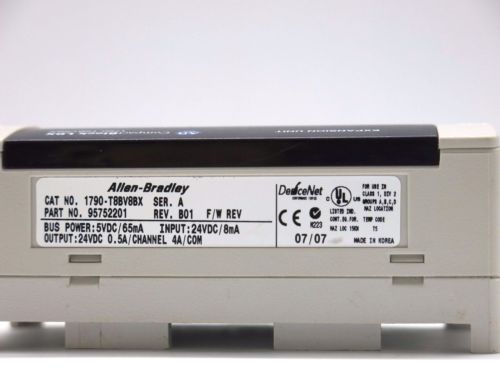 EXPANSION UNIT
Allen-Bradley
CAT NO. 1790-T8BV8BX SER. A
PART NO. 95752201 REV. B01 F/W REV
BUS POWER:5VDC/65mA INPUT:24VDC/8mA
OUTPUT:24VDC 0.5A/CHANNEL 4A/COM
DeviceNet
N223
07/07
UL
LISTED IND.
CONT.EQ.FOR.
HAZ LOC
FOR USE IN
CLASS 1, DIV 2
GROUPS A,B,C,D
HAZ LOCATION
TEMP CODE
MADE IN KOREA